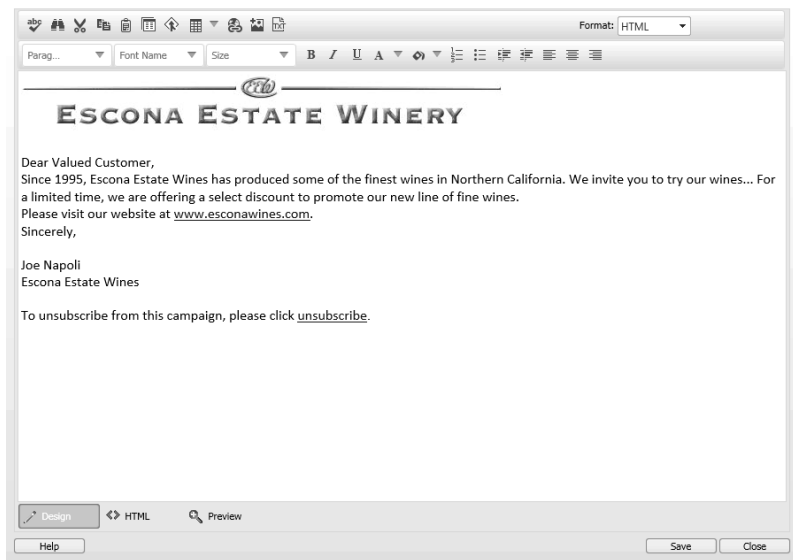 abc
TXT
Format: HTML
Parag... Font Name Size B I U A
ESCONA ESTATE WINERY
Dear Valued Customer,
Since 1995, Escona Estate Wines has produced some of the finest wines in Northern California. We invite you to try our wines... For
a limited time, we are offering a select discount to promote our new line of fine wines.
Please visit our website at www.esconawines.com.
Sincerely,
Joe Napoli
Escona Estate Wines
To unsubscribe from this campaign, please click unsubscribe.
Design HTML Preview
Help Save Close